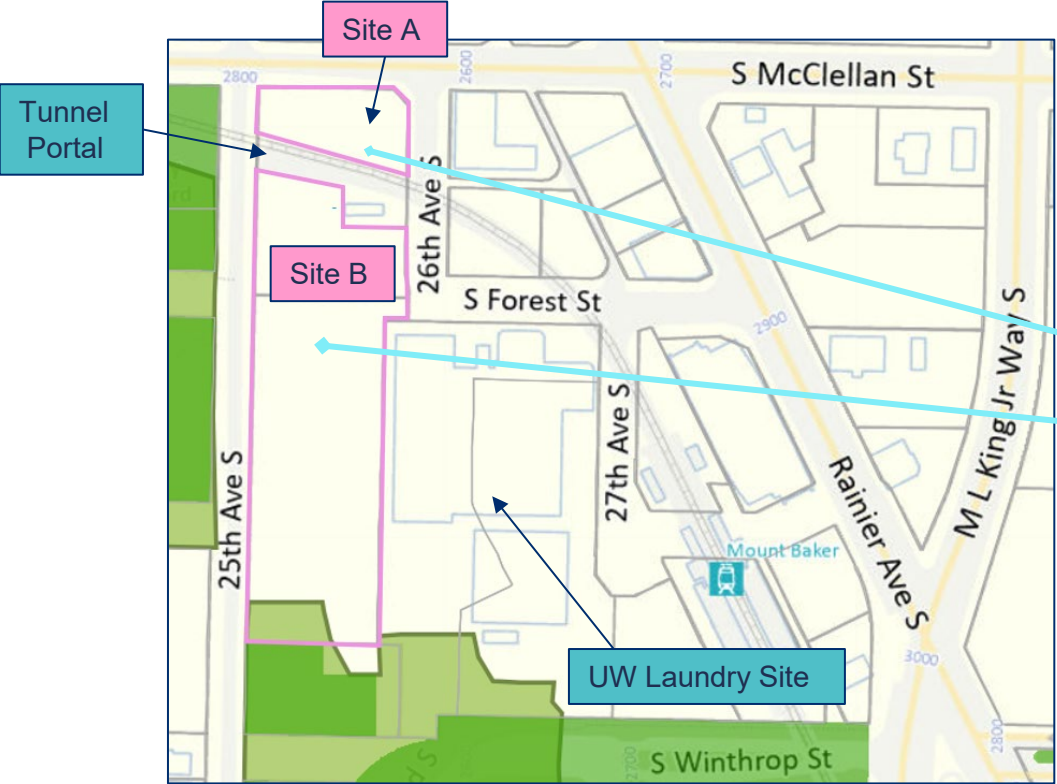 Site A
2800
2600
2700
S McClellan St
Tunnel
Portal
26th Ave S
Site B
S Forest St
2900
M L King Jr Way S
27th Ave S
25th Ave S
Rainier Ave S
Mount Baker
UW Laundry Site
3000
2800
2700
S Winthrop St